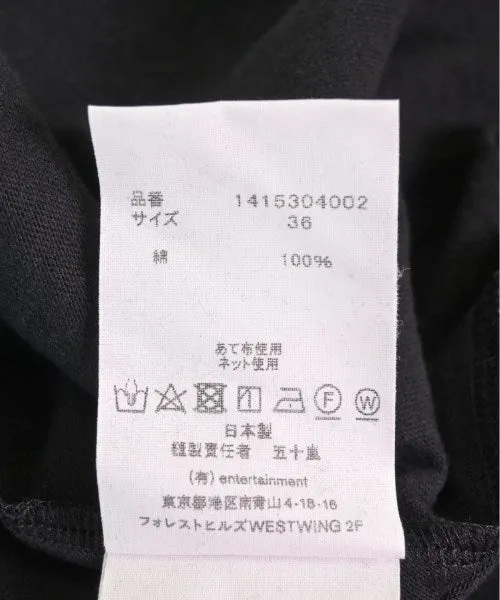 品番 1415304002
サイズ 36
綿 100%
あて布使用
ネット使用
F W
日本製
縫製責任者 五十嵐
(有) entertainment
東京都港区南青山4-18-16
フォレストヒルズWESTWING 2F